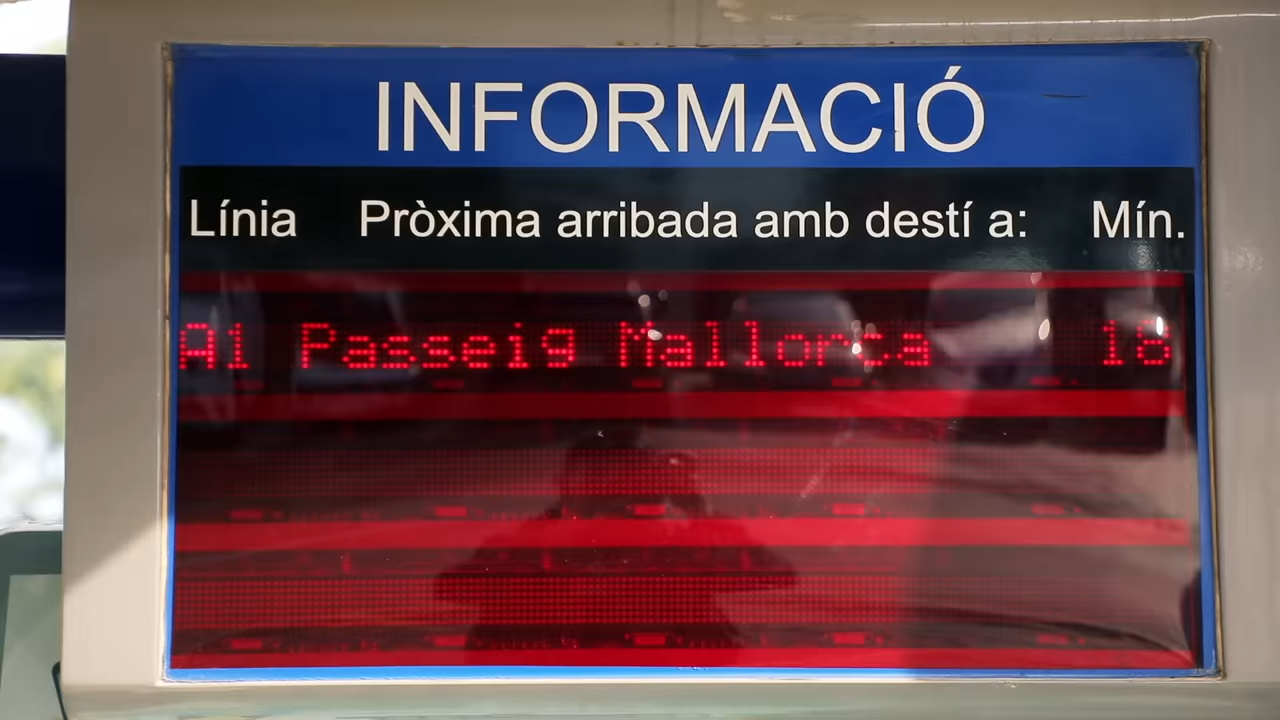 INFORMACIÓ
Línia Pròxima arribada amb destí a: Mín.
A1 Passeig Mallorca 18